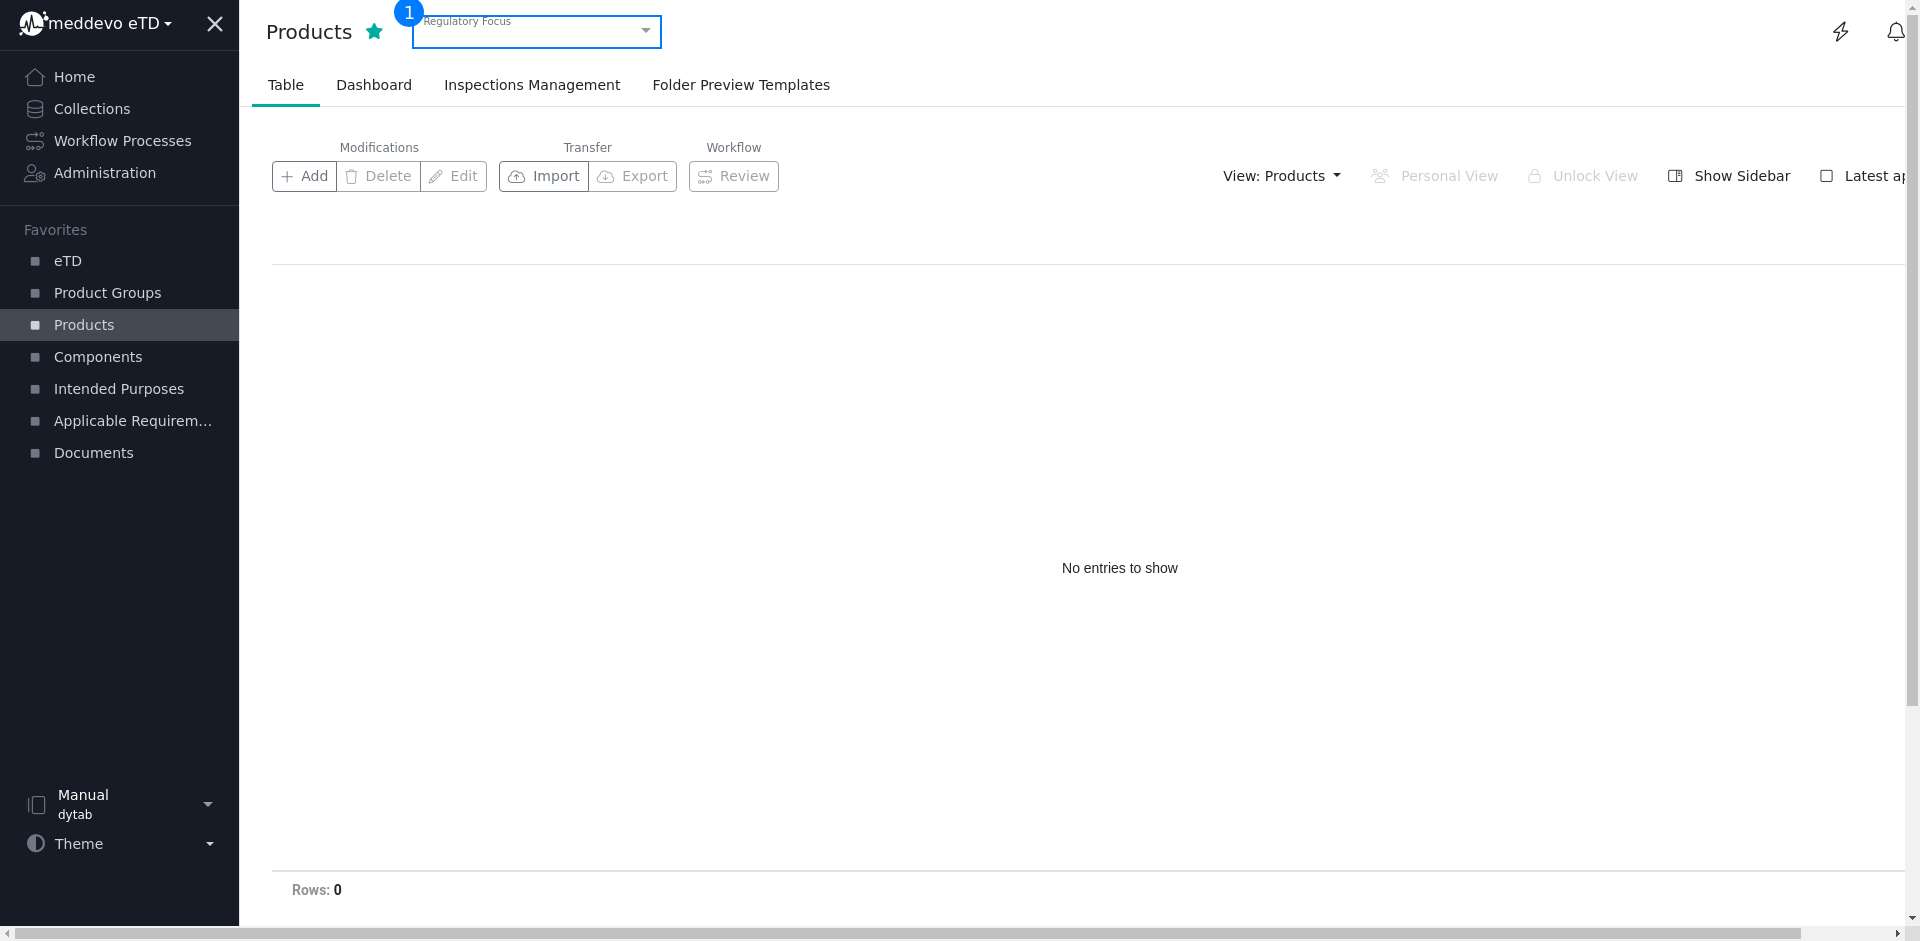 meddevo eTD
Home
Collections
Workflow Processes
Administration
Favorites
eTD
Product Groups
Products
Components
Intended Purposes
Applicable Requirem...
Documents
Manual
dytab
Theme
Products
1
Regulatory Focus
Table
Dashboard
Inspections Management
Folder Preview Templates
Modifications
Transfer
Workflow
Add
Delete
Edit
Import
Export
Review
View: Products
Personal View
Unlock View
Show Sidebar
Latest ap
No entries to show
Rows: 0